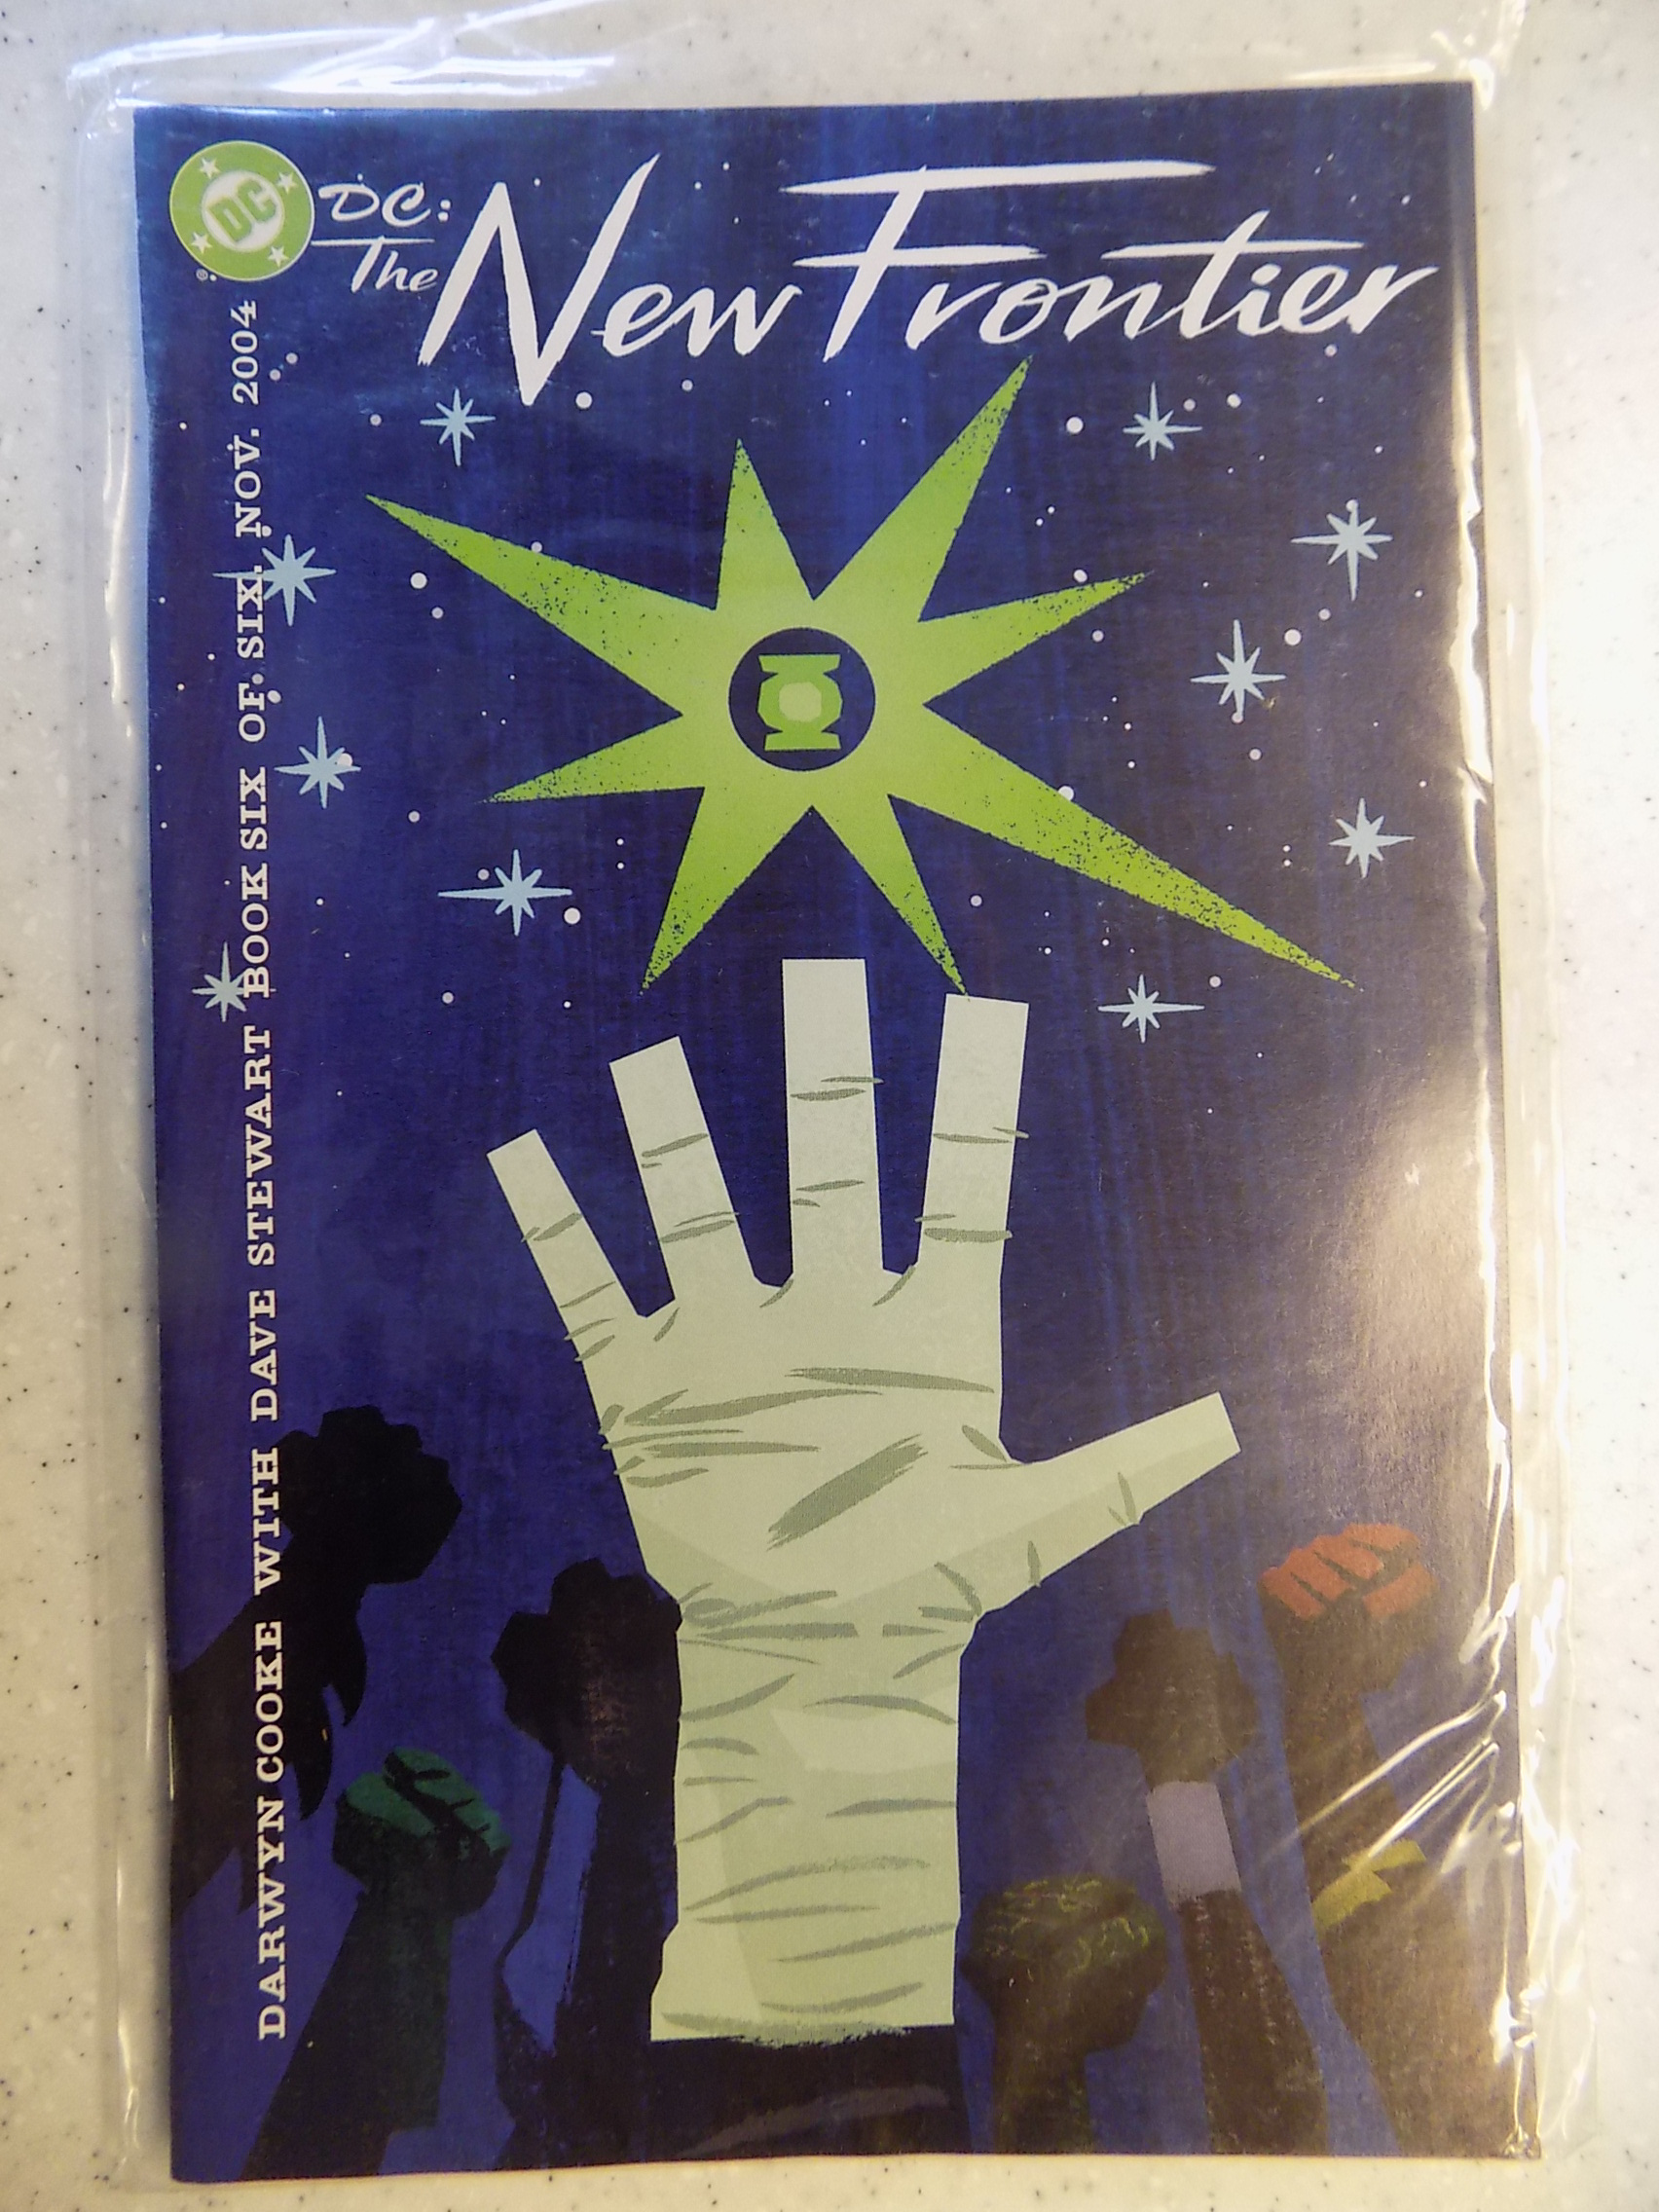 DC
®
DC:
The New Frontier
DARWYN COOKE WITH DAVE STEWART BOOK SIX OF SIX. NOV. 2004